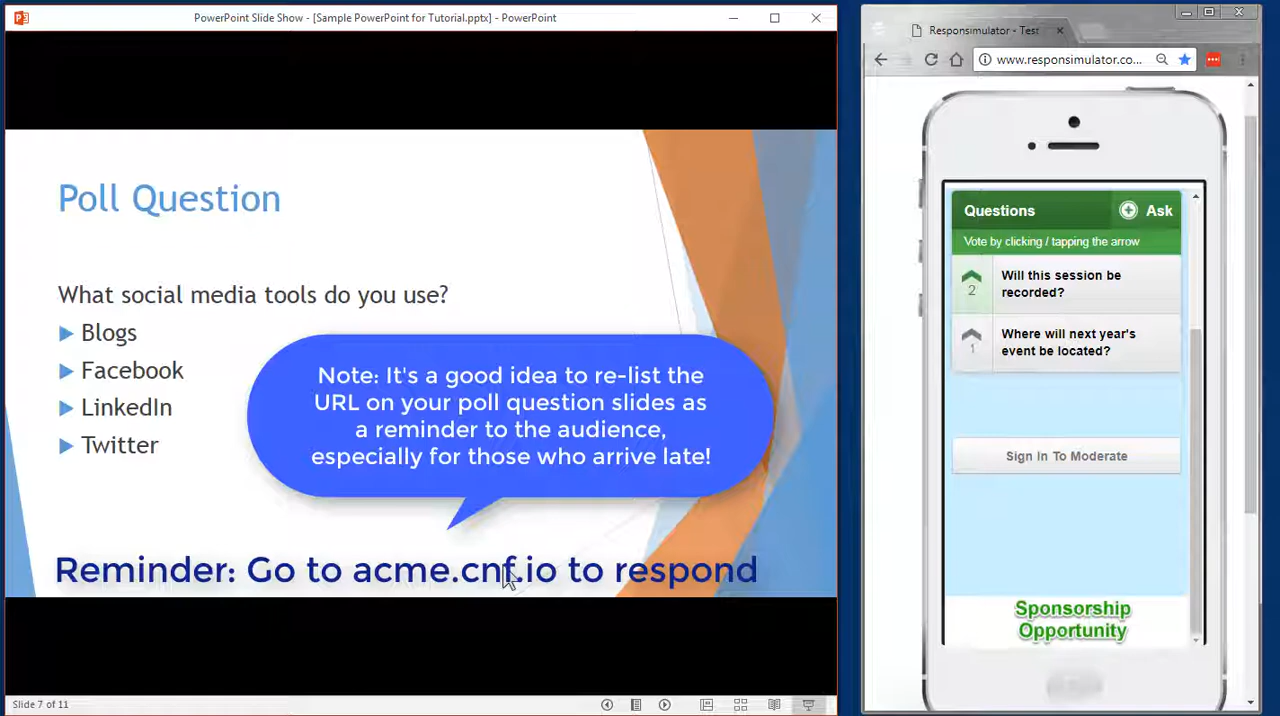 PowerPoint Slide Show - [Sample PowerPoint for Tutorial.pptx] - PowerPoint
Poll Question
What social media tools do you use?
Blogs
Facebook
LinkedIn
Twitter
Note: It's a good idea to re-list the
URL on your poll question slides as
a reminder to the audience,
especially for those who arrive late!
Reminder: Go to acme.cnf.io to respond
Slide 7 of 11
Responsimulator - Test
www.responsimulator.co...
Questions
Ask
Vote by clicking / tapping the arrow
2
Will this session be
recorded?
1
Where will next year's
event be located?
Sign In To Moderate
Sponsorship
Opportunity